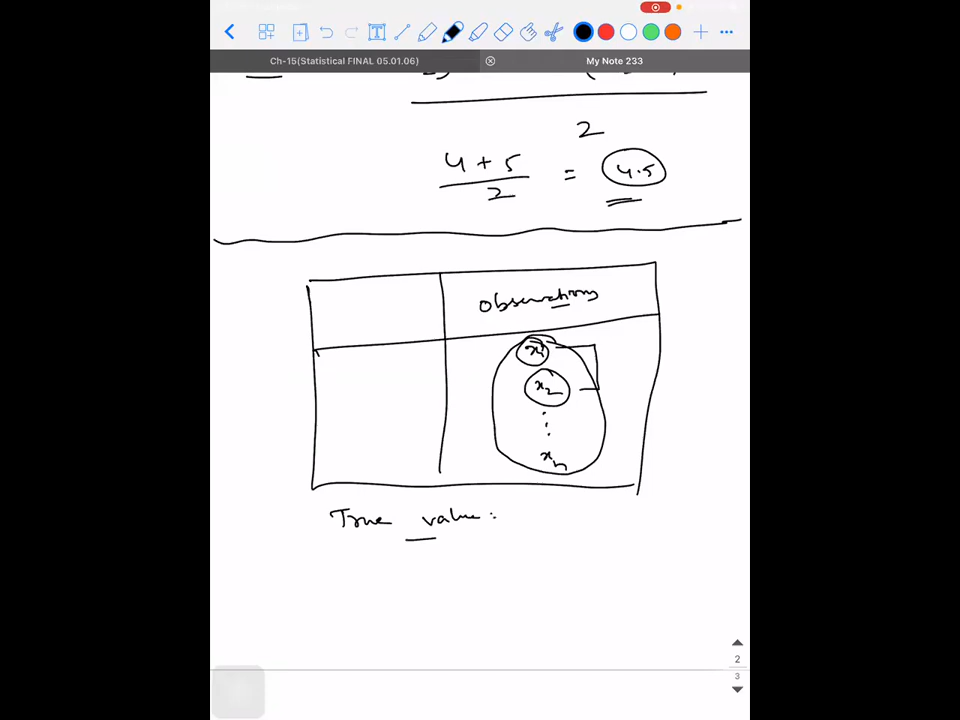 Ch-15(Statistical FINAL 05.01.06)
My Note 233
2
4 + 5
= 4.5
2
observations
x1
x2
⋮
xn
True value :
2
3